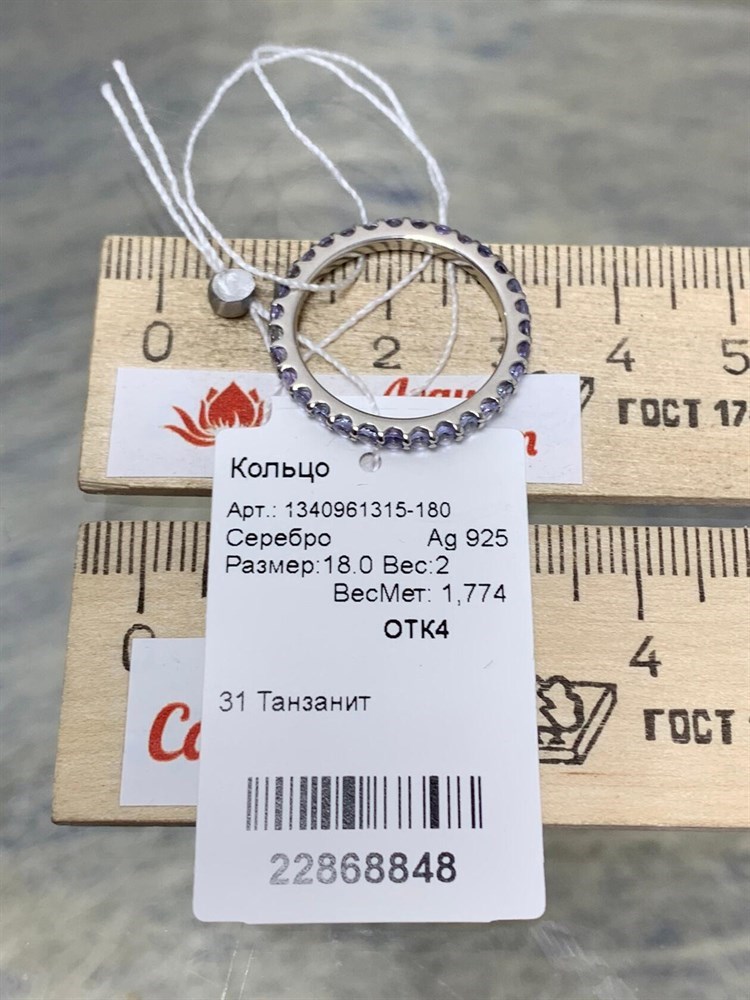 0 2 3 4 5
ГОСТ 17
Кольцо
Арт.: 1340961315-180
Серебро Ag 925
Размер:18.0 Вес:2
ВесМет: 1,774
ОТК4
31 Танзанит
22868848
0 4
ГОСТ